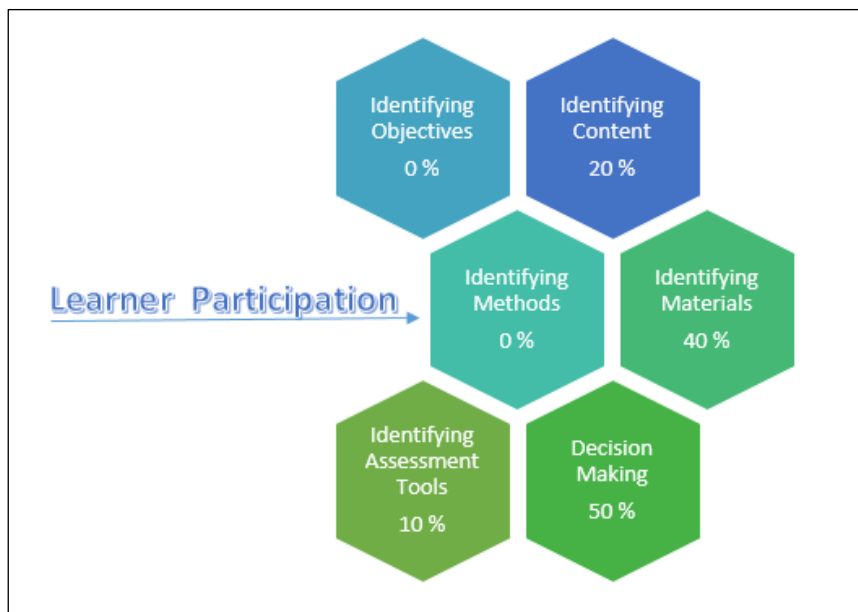 Identifying
Objectives
0 %
Identifying
Content
20 %
Learner Participation
Identifying
Methods
0 %
Identifying
Materials
40 %
Identifying
Assessment
Tools
10 %
Decision
Making
50 %